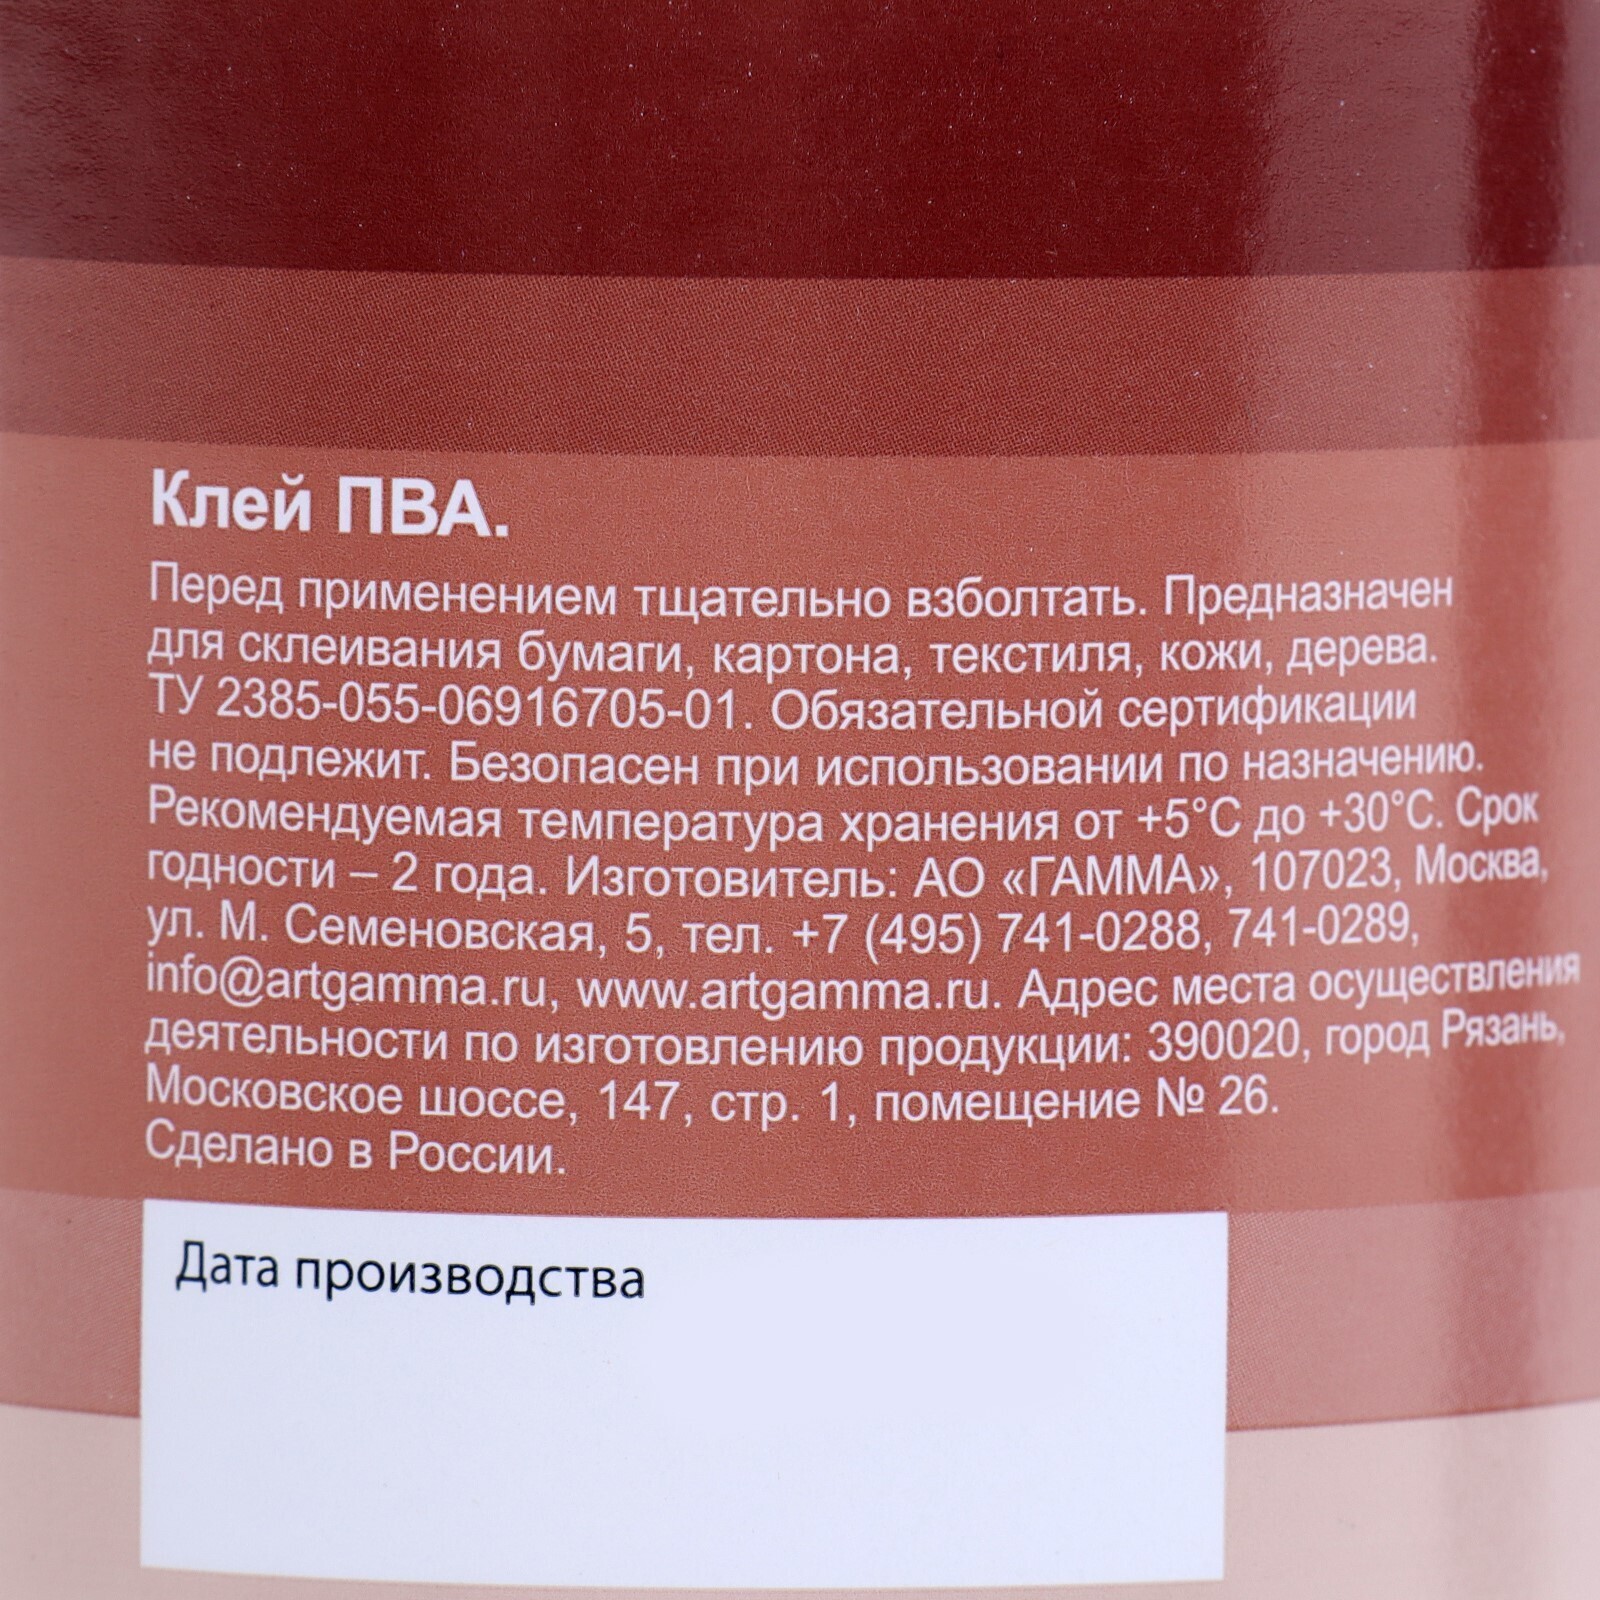 Клей ПВА.
Перед применением тщательно взболтать. Предназначен
для склеивания бумаги, картона, текстиля, кожи, дерева.
ТУ 2385-055-06916705-01. Обязательной сертификации
не подлежит. Безопасен при использовании по назначению.
Рекомендуемая температура хранения от +5°С до +30°С. Срок
годности – 2 года. Изготовитель: АО «ГАММА», 107023, Москва,
ул. М. Семеновская, 5, тел. +7 (495) 741-0288, 741-0289,
info@artgamma.ru, www.artgamma.ru. Адрес места осуществления
деятельности по изготовлению продукции: 390020, город Рязань,
Московское шоссе, 147, стр. 1, помещение № 26.
Сделано в России.
Дата производства